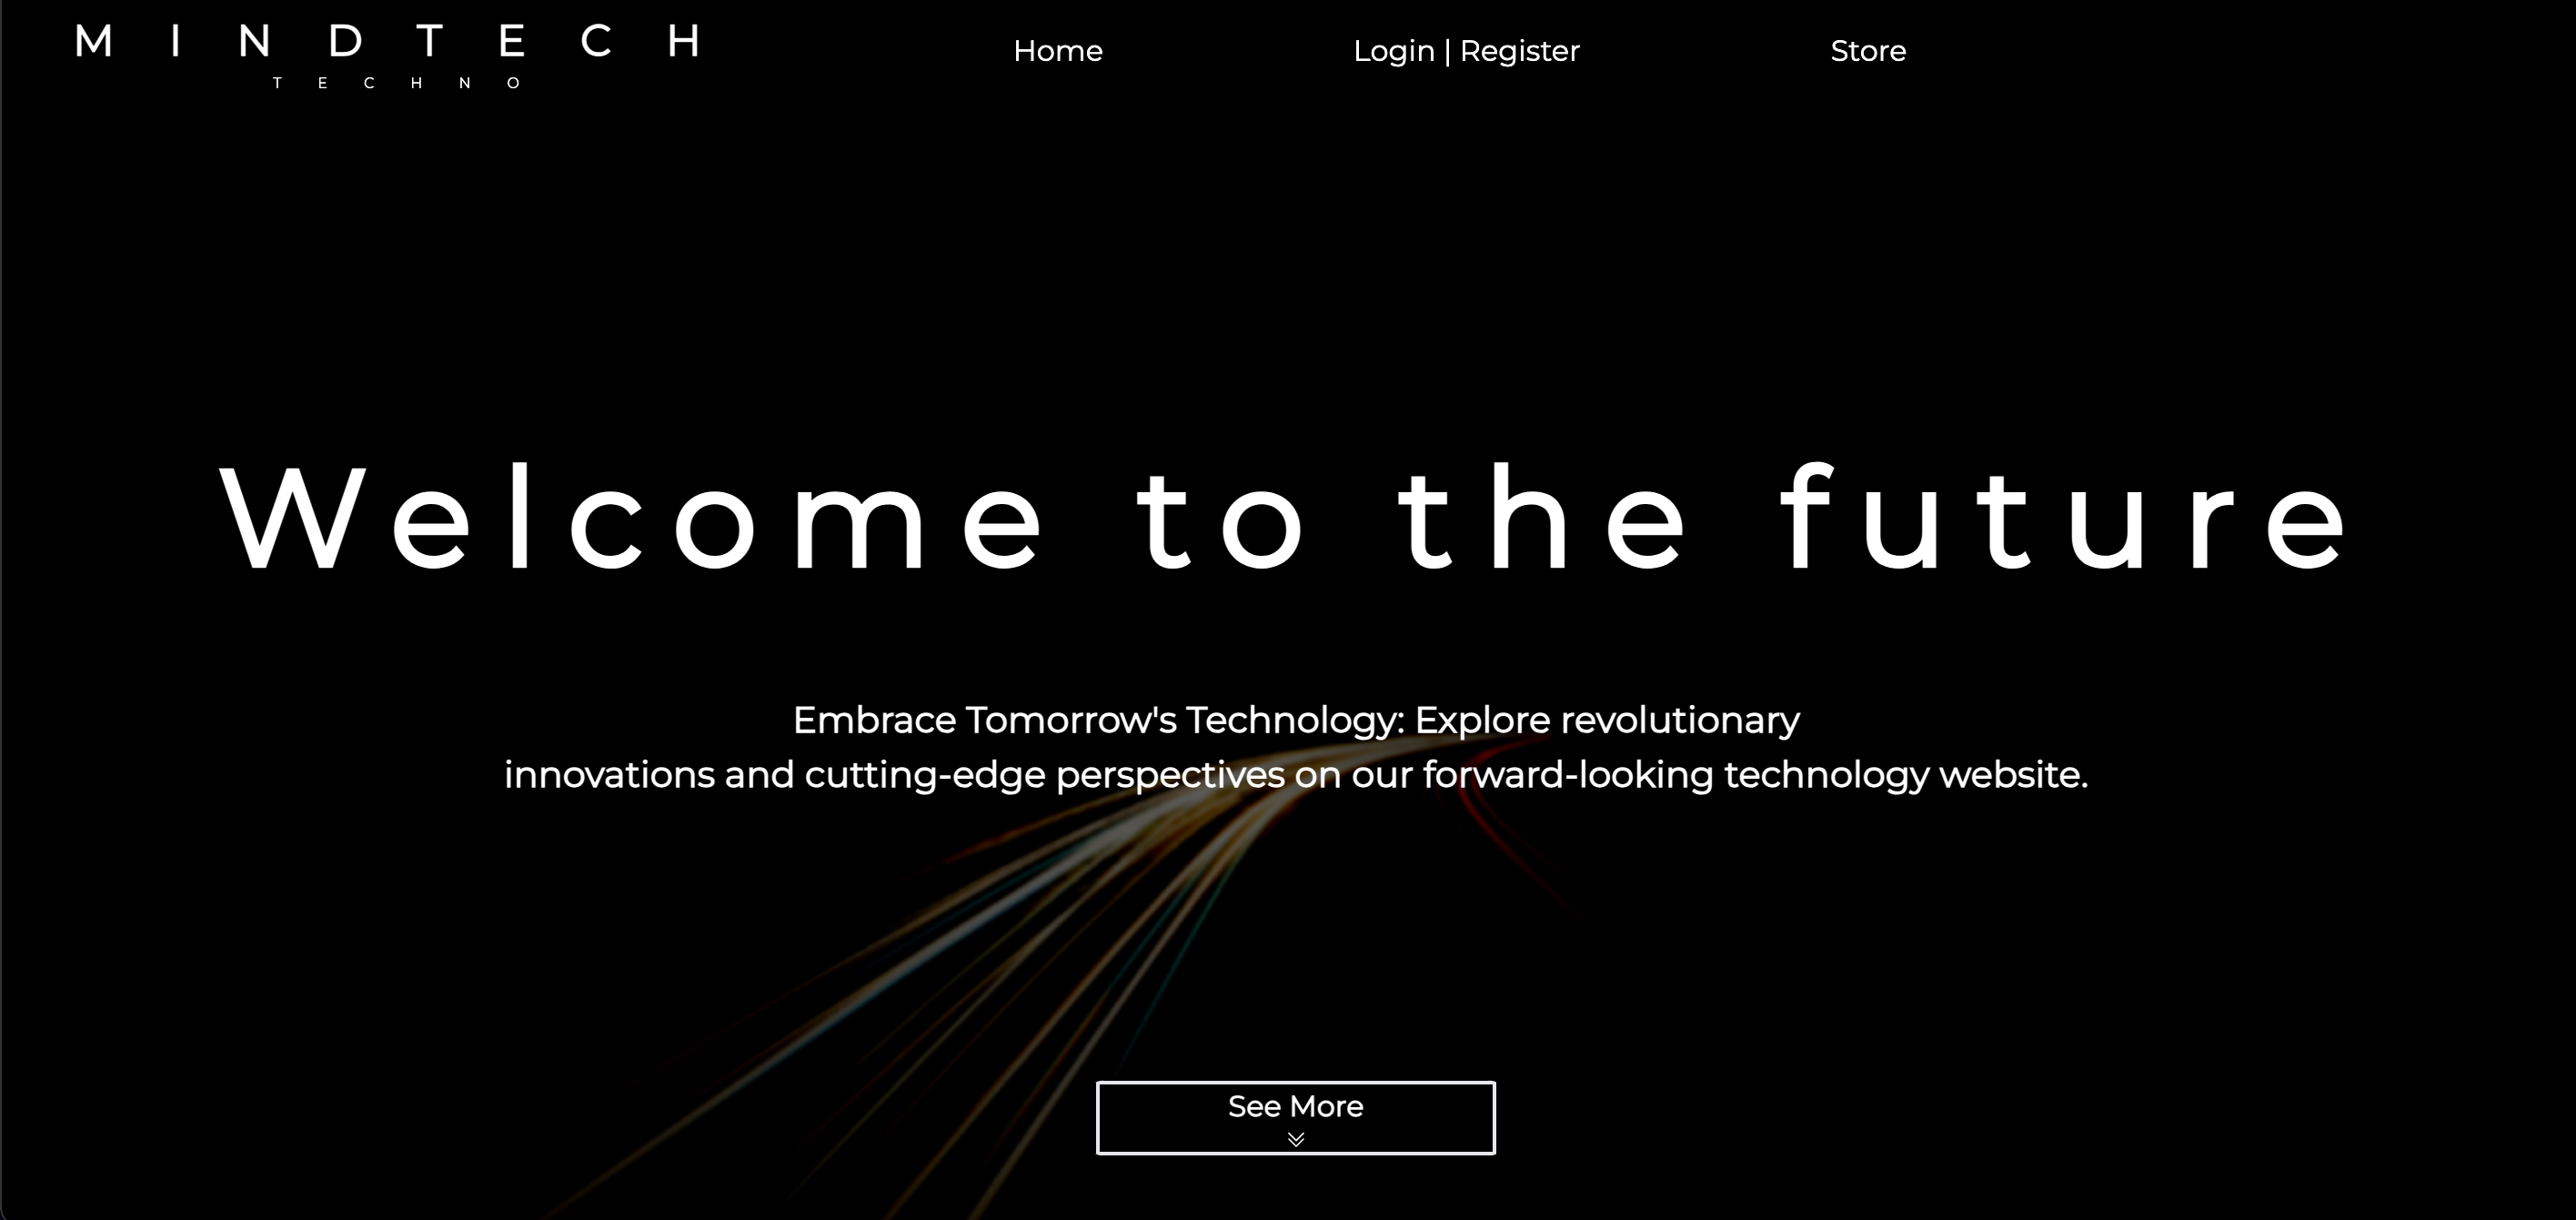 MINDTECH
TECHNO
Home
Login | Register
Store
Welcome to the future
Embrace Tomorrow's Technology: Explore revolutionary
innovations and cutting-edge perspectives on our forward-looking technology website.
See More